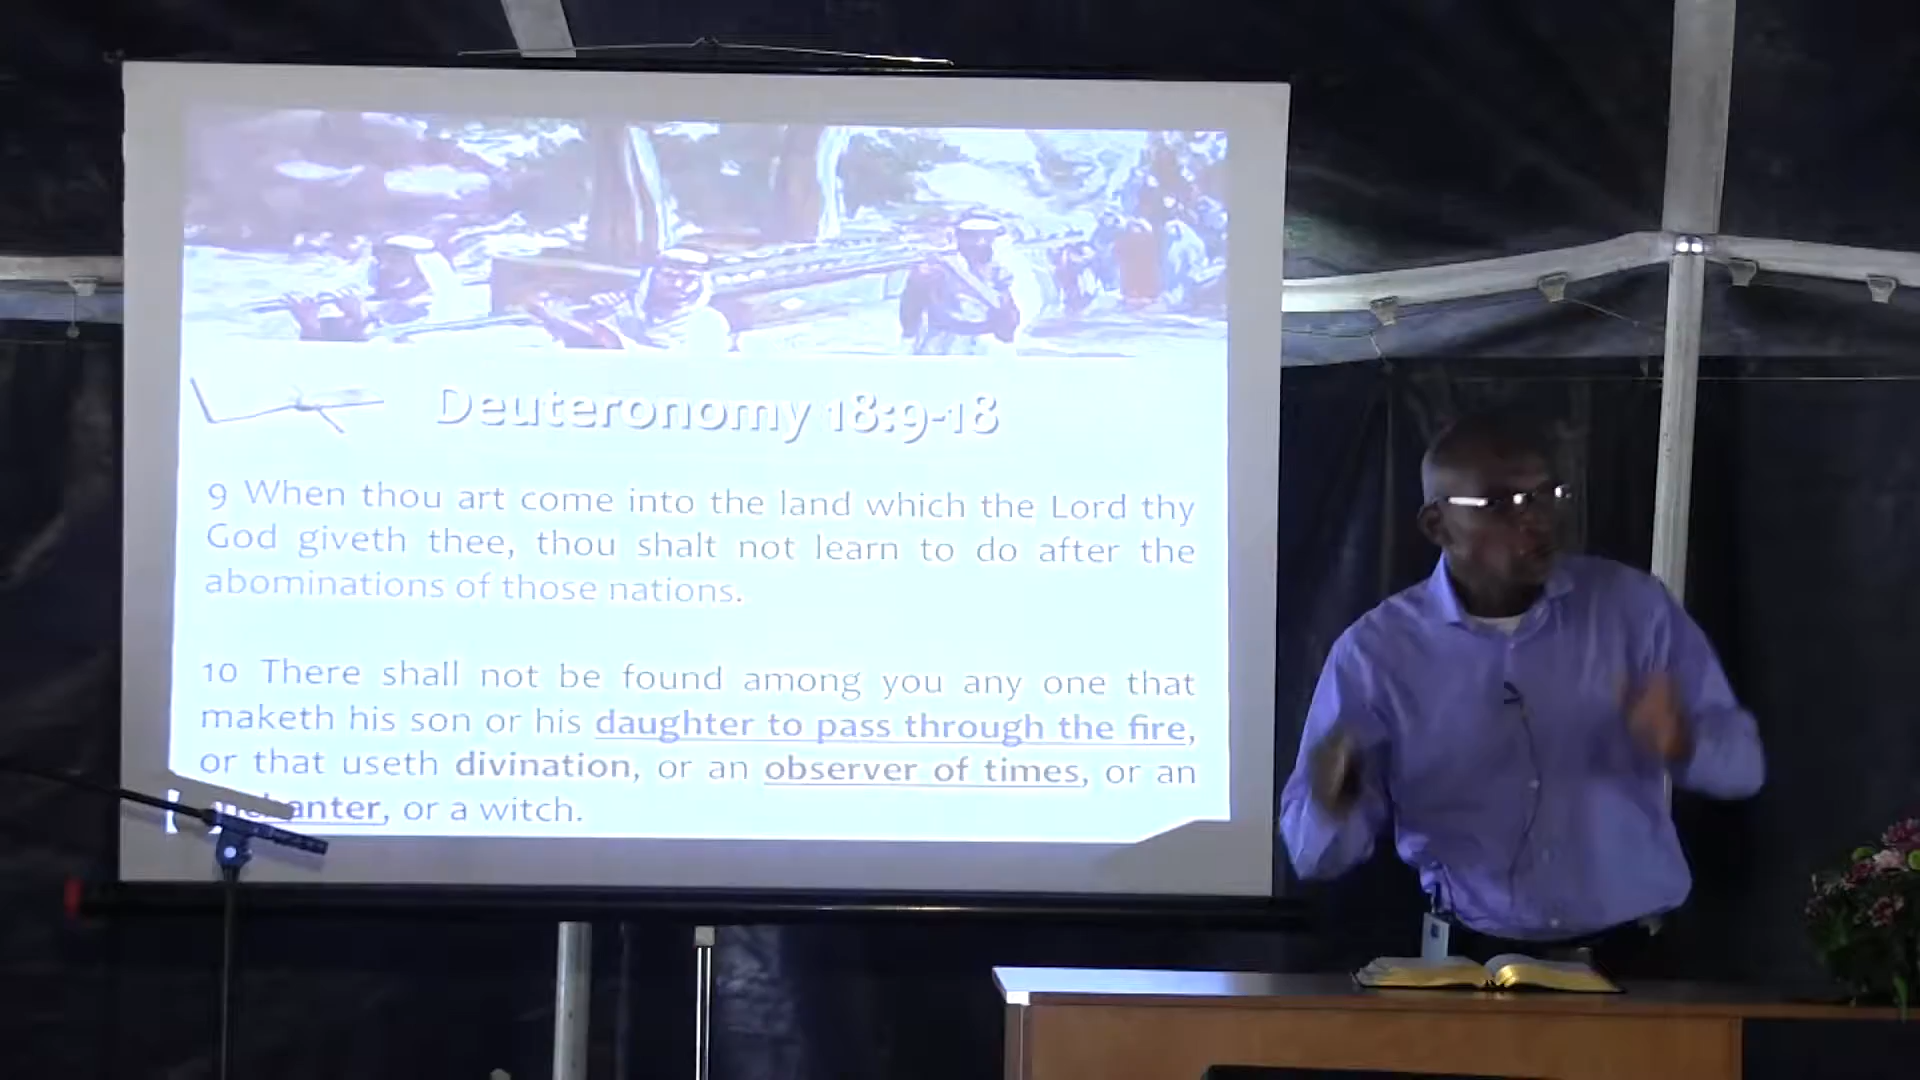 Deuteronomy 18:9-18
9 When thou art come into the land which the Lord thy
God giveth thee, thou shalt not learn to do after the
abominations of those nations.
10 There shall not be found among you any one that
maketh his son or his daughter to pass through the fire,
or that useth divination, or an observer of times, or an
or a witch.